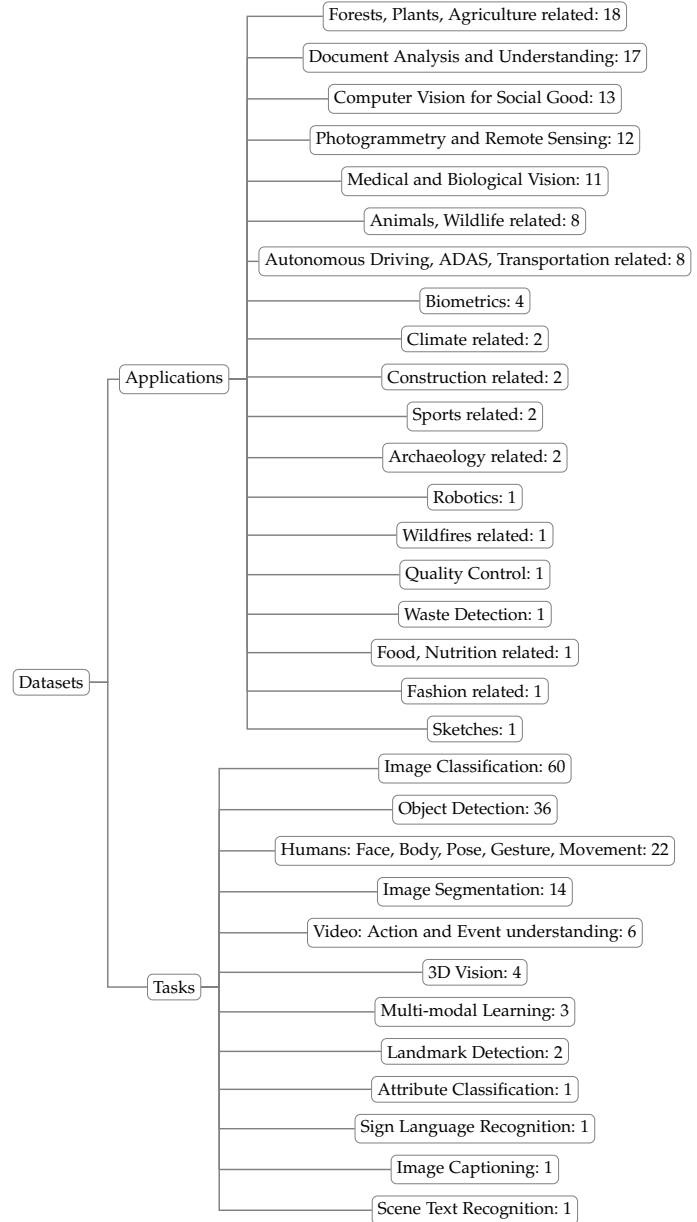 Forests, Plants, Agriculture related: 18
Document Analysis and Understanding: 17
Computer Vision for Social Good: 13
Photogrammetry and Remote Sensing: 12
Medical and Biological Vision: 11
Animals, Wildlife related: 8
Autonomous Driving, ADAS, Transportation related: 8
Biometrics: 4
Climate related: 2
Applications
Construction related: 2
Sports related: 2
Archaeology related: 2
Robotics: 1
Wildfires related: 1
Quality Control: 1
Waste Detection: 1
Food, Nutrition related: 1
Datasets
Fashion related: 1
Sketches: 1
Image Classification: 60
Object Detection: 36
Humans: Face, Body, Pose, Gesture, Movement: 22
Image Segmentation: 14
Video: Action and Event understanding: 6
3D Vision: 4
Tasks
Multi-modal Learning: 3
Landmark Detection: 2
Attribute Classification: 1
Sign Language Recognition: 1
Image Captioning: 1
Scene Text Recognition: 1